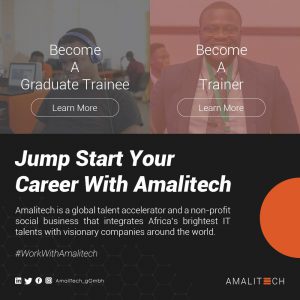 Become
A
Graduate Trainee
Learn More
Become
A
Trainer
Learn More
Jump Start Your
Career With Amalitech
Amalitech is a global talent accelerator and a non-profit
social business that integrates Africa's brightest IT
talents with visionary companies around the world.
#WorkWithAmalitech
AmaliTech_gGmbh
AMALITECH